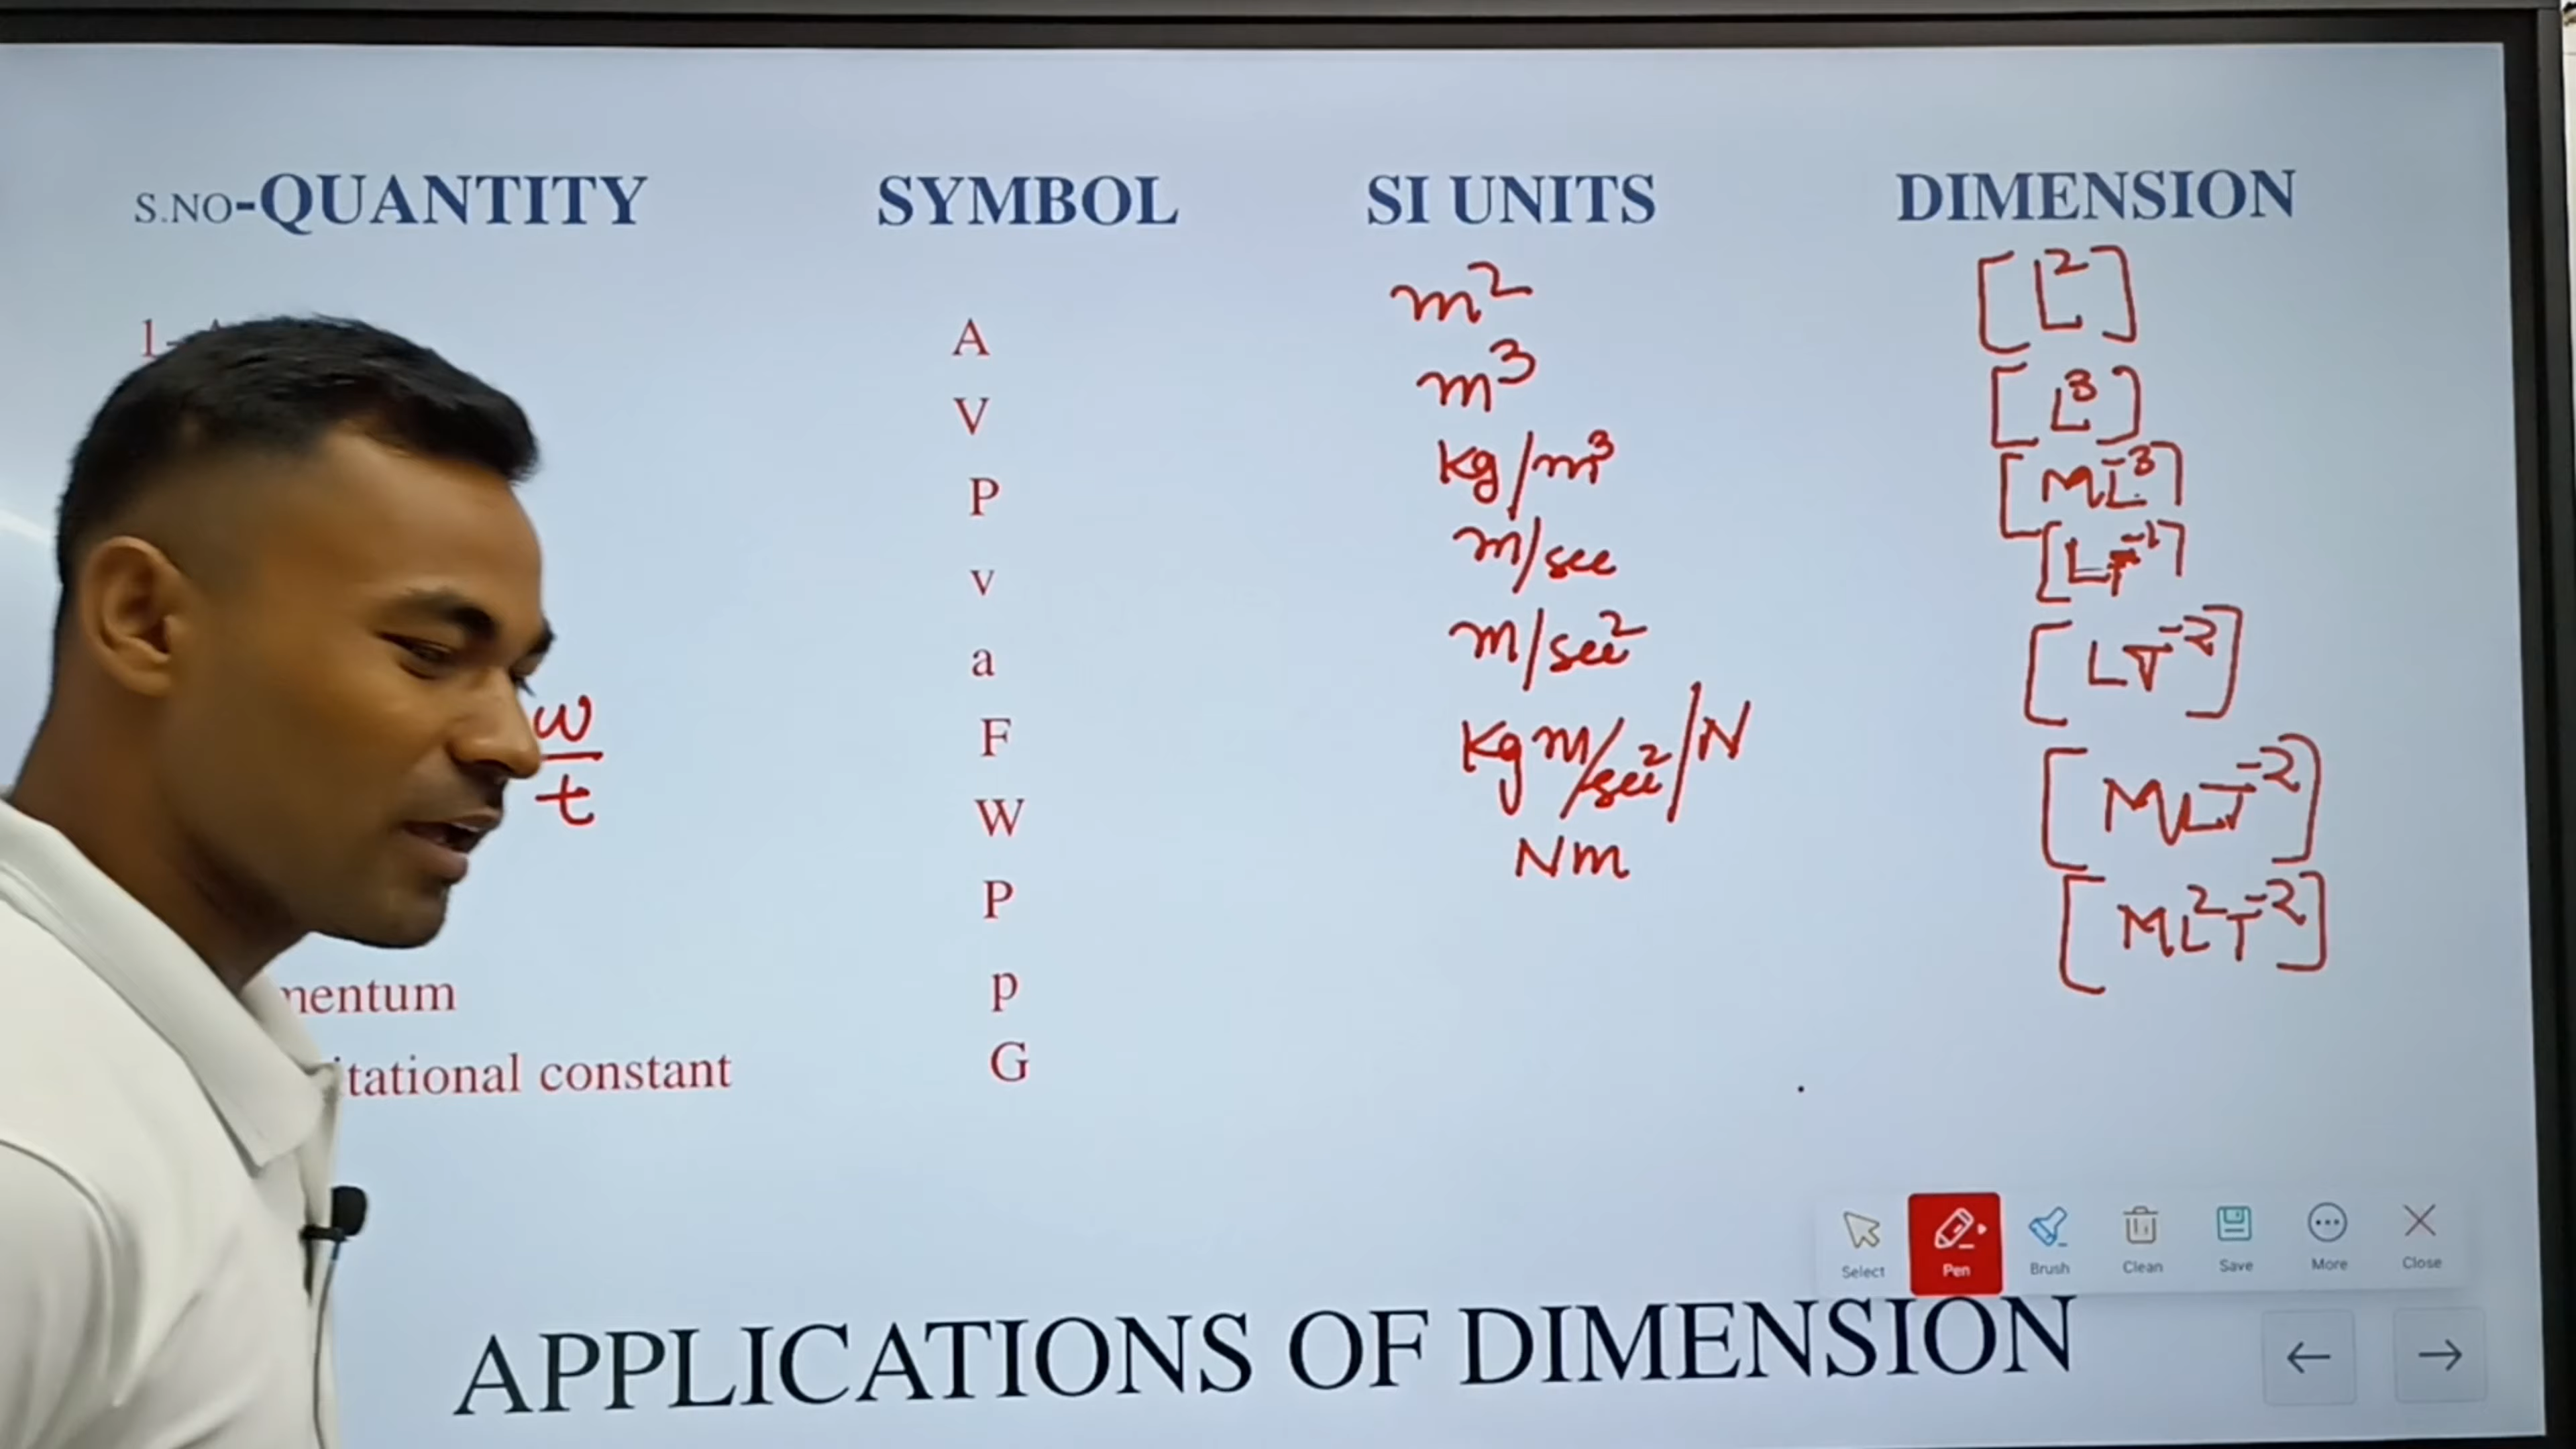 S.NO-QUANTITY SYMBOL SI UNITS DIMENSION
1- A m² [L²]
V m³ [L³]
P kg/m³ [ML⁻³]
v m/sec [LT⁻¹]
a m/sec² [LT⁻²]
w/t F Kgm/sec²/N [MLT⁻²]
W Nm [ML²T⁻²]
P
mentum p
itational constant G
Select Pen Brush Clean Save More Close
APPLICATIONS OF DIMENSION